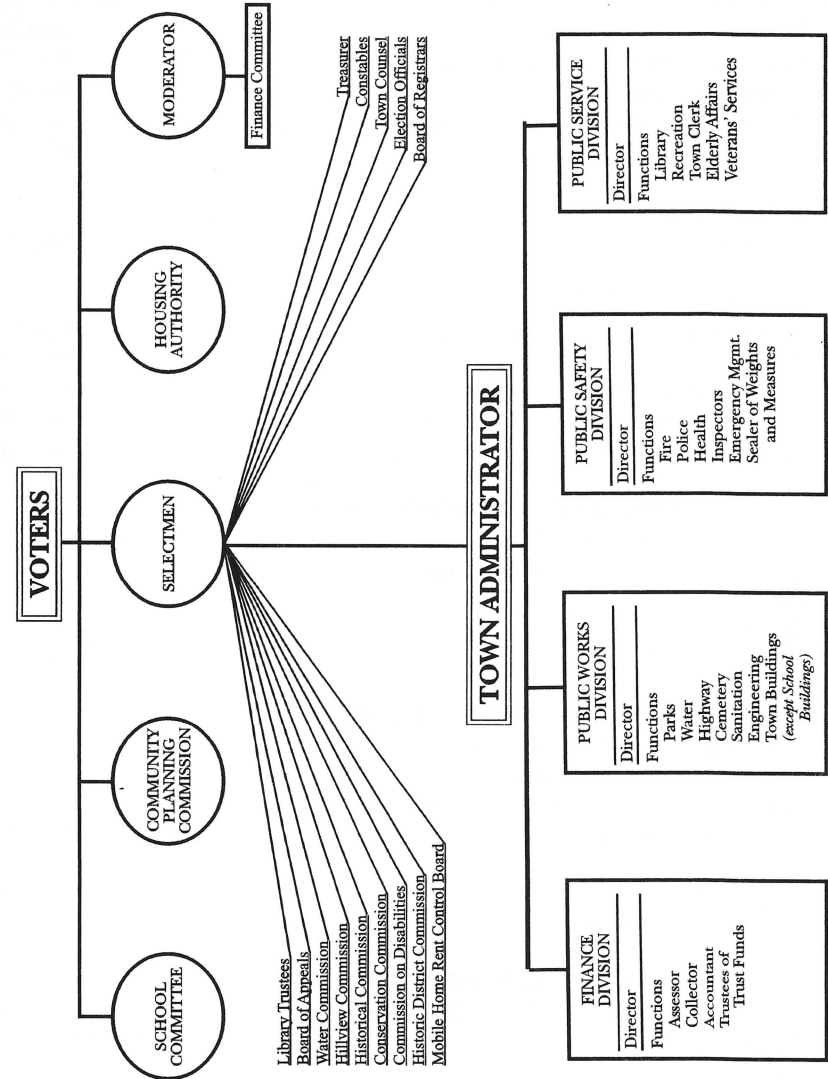 VOTERS
SCHOOL
COMMITTEE
COMMUNITY
PLANNING
COMMISSION
SELECTMEN
HOUSING
AUTHORITY
MODERATOR
Finance Committee
Library Trustees
Board of Appeals
Water Commission
Hillview Commission
Historical Commission
Conservation Commission
Commission on Disabilities
Historic District Commission
Mobile Home Rent Control Board
Treasurer
Constables
Town Counsel
Election Officials
Board of Registrars
TOWN ADMINISTRATOR
FINANCE
DIVISION
Director
Functions
Assessor
Collector
Accountant
Trustees of
Trust Funds
PUBLIC WORKS
DIVISION
Director
Functions
Parks
Water
Highway
Cemetery
Sanitation
Engineering
Town Buildings
(except School
Buildings)
PUBLIC SAFETY
DIVISION
Director
Functions
Fire
Police
Health
Inspectors
Emergency Mgmt.
Sealer of Weights
and Measures
PUBLIC SERVICE
DIVISION
Director
Functions
Library
Recreation
Town Clerk
Elderly Affairs
Veterans' Services